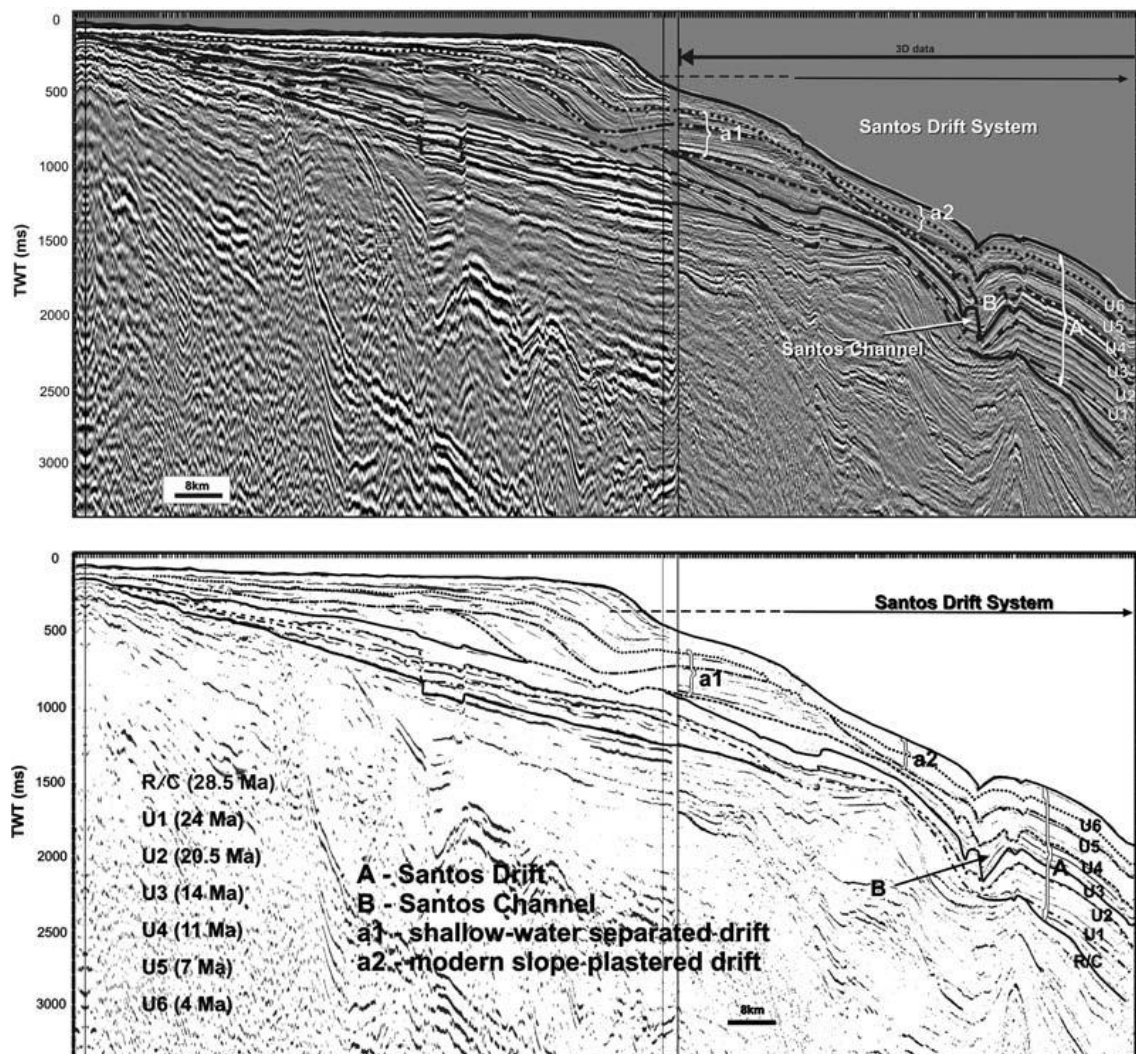 0
500
1000
1500
2000
2500
3000
TWT (ms)
3D data
Santos Drift System
a1
a2
B
A
Santos Channel
U6
U5
U4
U3
U2
U1
8km
0
500
1000
1500
2000
2500
3000
TWT (ms)
Santos Drift System
a1
a2
B
A
U6
U5
U4
U3
U2
U1
R/C
R/C (28.5 Ma)
U1 (24 Ma)
U2 (20.5 Ma)
U3 (14 Ma)
U4 (11 Ma)
U5 (7 Ma)
U6 (4 Ma)
A - Santos Drift
B - Santos Channel
a1 - shallow-water separated drift
a2 - modern slope-plastered drift
8km